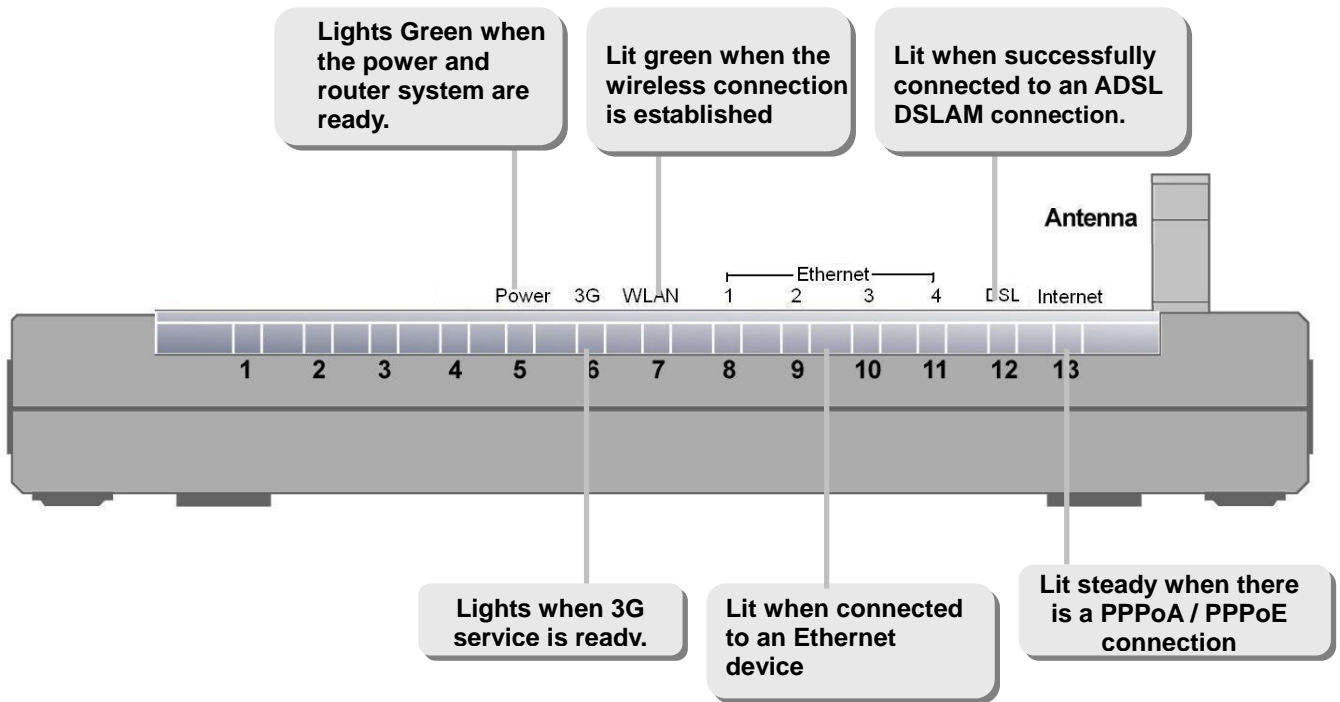 Lights Green when
the power and
router system are
ready.
Lit green when the
wireless connection
is established
Lit when successfully
connected to an ADSL
DSLAM connection.
Antenna
Ethernet
Power 3G WLAN 1 2 3 4 DSL Internet
1 2 3 4 5 6 7 8 9 10 11 12 13
Lights when 3G
service is ready.
Lit when connected
to an Ethernet
device
Lit steady when there
is a PPPoA / PPPoE
connection